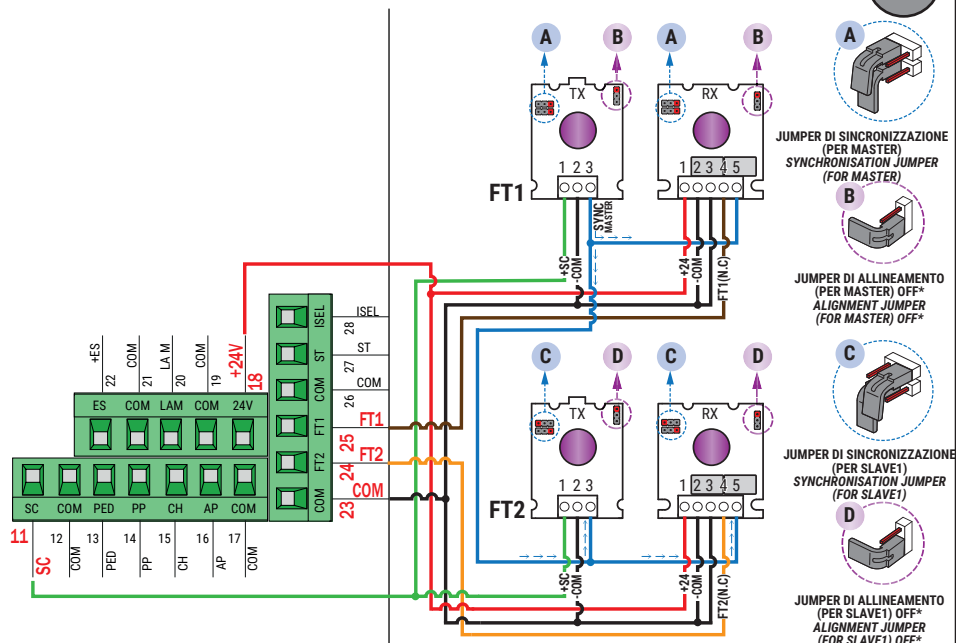 A
B
A
B
TX
RX
1 2 3
1 2 3 4 5
FT1
SYNC
MASTER
+SC
-COM
+24
-COM
FT1(N.C)
A
JUMPER DI SINCRONIZZAZIONE
(PER MASTER)
SYNCHRONISATION JUMPER
(FOR MASTER)
B
JUMPER DI ALLINEAMENTO
(PER MASTER) OFF*
ALIGNMENT JUMPER
(FOR MASTER) OFF*
+ES
22
COM
21
LAM
20
COM
19
+24V
18
ES COM LAM COM 24V
ISEL
28
ISEL
ST
27
ST
COM
26
COM
FT1
25
FT1
FT2
24
FT2
COM
23
COM
SC COM PED PP CH AP COM
11
SC
12
COM
13
PED
14
PP
15
CH
16
AP
17
COM
C
D
C
D
TX
RX
1 2 3
1 2 3 4 5
FT2
+SC
-COM
+24
-COM
FT2(N.C)
C
JUMPER DI SINCRONIZZAZIONE
(PER SLAVE1)
SYNCHRONISATION JUMPER
(FOR SLAVE1)
D
JUMPER DI ALLINEAMENTO
(PER SLAVE1) OFF*
ALIGNMENT JUMPER
(FOR SLAVE1) OFF*